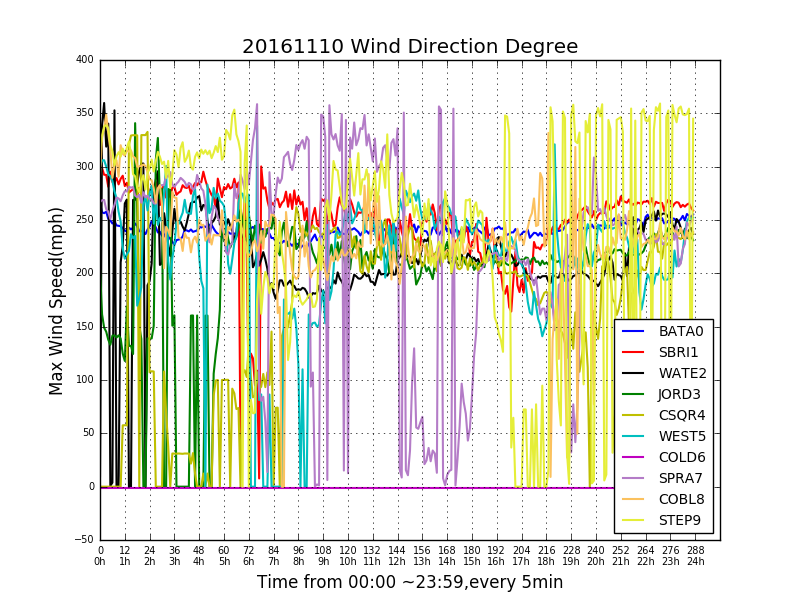 20161110 Wind Direction Degree
Max Wind Speed(mph)
400
350
300
250
200
150
100
50
0
−50
BATA0
SBRI1
WATE2
JORD3
CSQR4
WEST5
COLD6
SPRA7
COBL8
STEP9
0 12 24 36 48 60 72 84 96 108 120 132 144 156 168 180 192 204 216 228 240 252 264 276 288
0h 1h 2h 3h 4h 5h 6h 7h 8h 9h 10h 11h 12h 13h 14h 15h 16h 17h 18h 19h 20h 21h 22h 23h 24h
Time from 00:00 ~23:59,every 5min